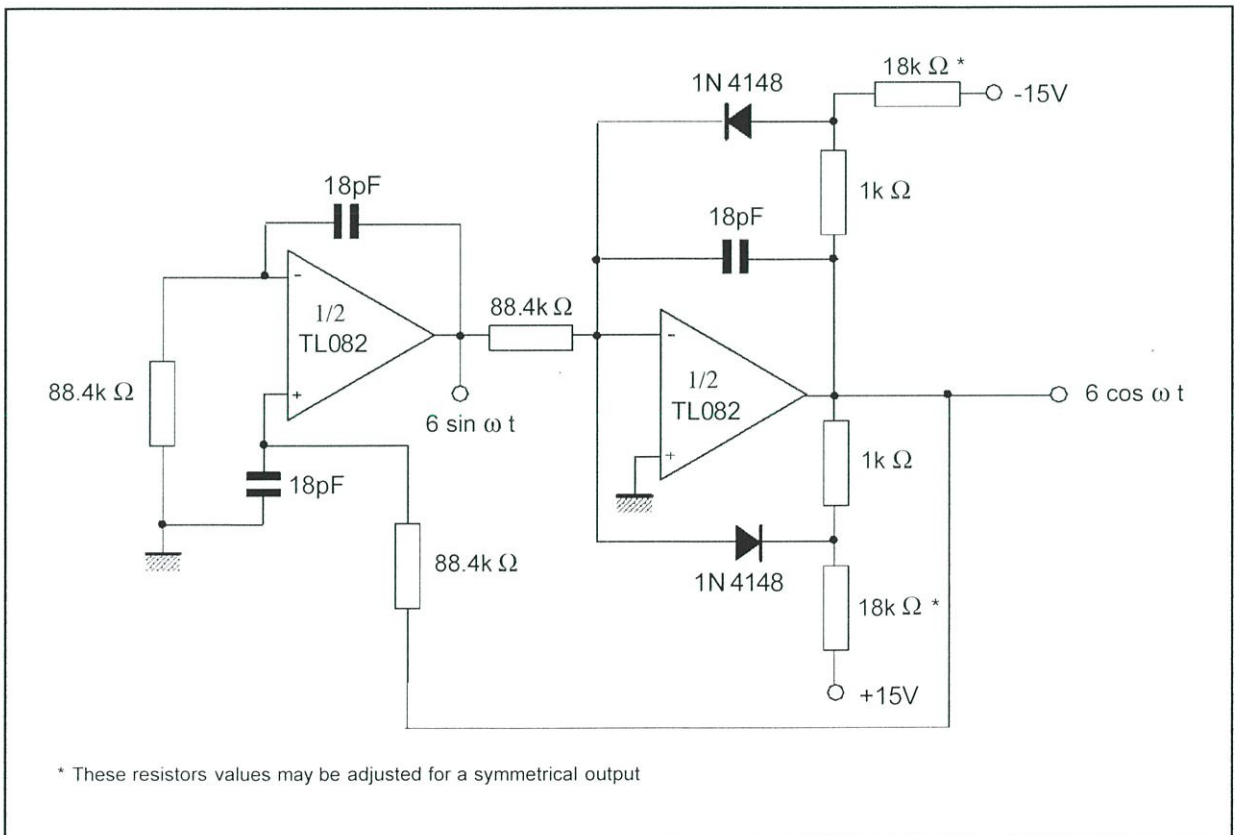 18k Ω *
1N 4148
-15V
1k Ω
18pF
18pF
-
1/2
TL082
+
88.4k Ω
88.4k Ω
6 sin ω t
18pF
-
1/2
TL082
+
6 cos ω t
1k Ω
88.4k Ω
1N 4148
18k Ω *
+15V
* These resistors values may be adjusted for a symmetrical output